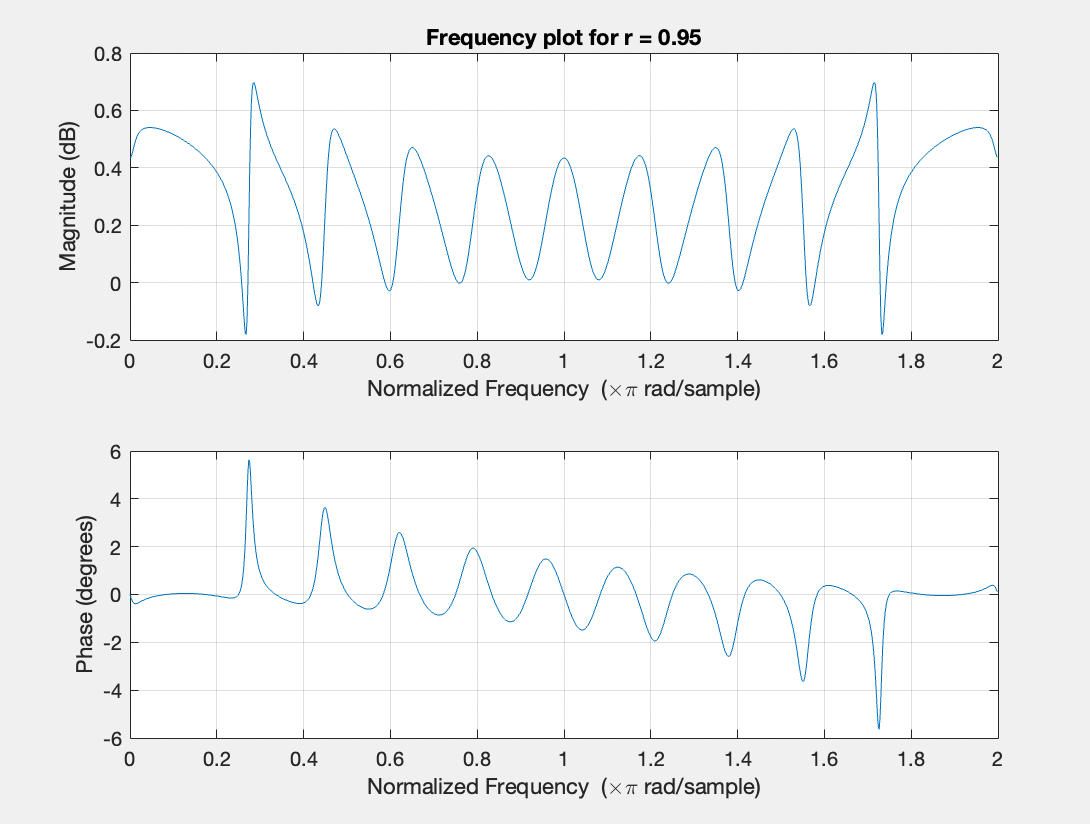 Frequency plot for r = 0.95
Magnitude (dB)
0.8
0.6
0.4
0.2
0
-0.2
0 0.2 0.4 0.6 0.8 1 1.2 1.4 1.6 1.8 2
Normalized Frequency (×π rad/sample)
Phase (degrees)
6
4
2
0
-2
-4
-6
0 0.2 0.4 0.6 0.8 1 1.2 1.4 1.6 1.8 2
Normalized Frequency (×π rad/sample)